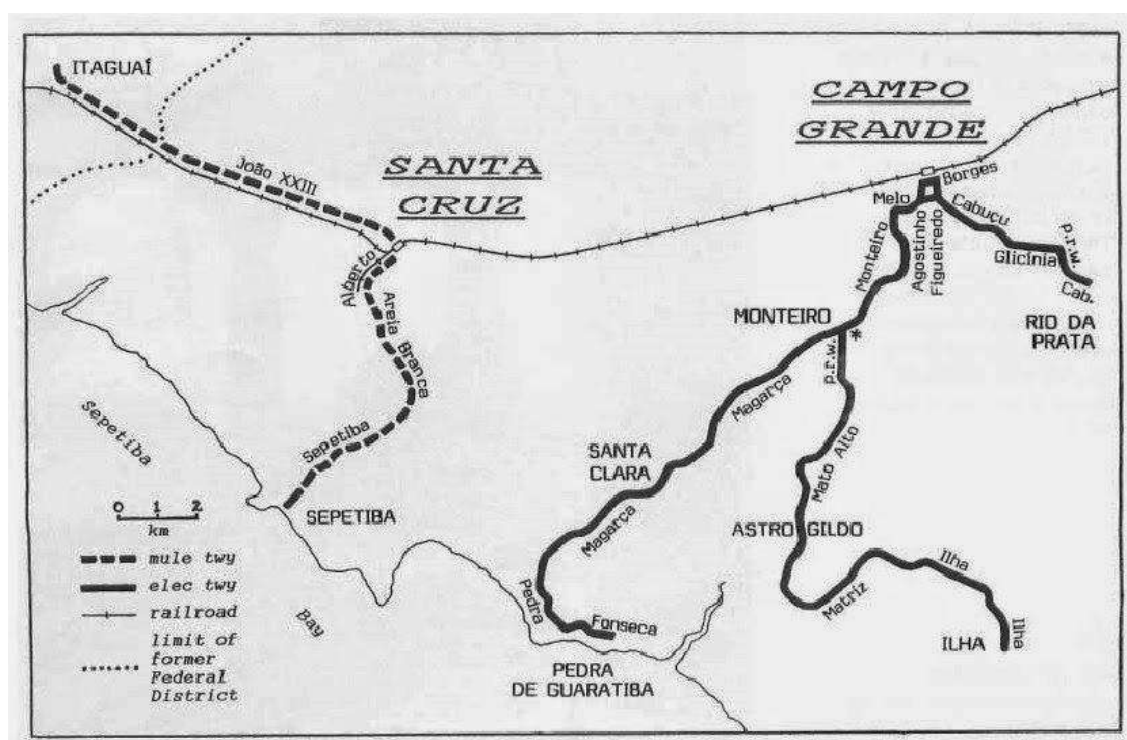 ITAGUAÍ
João XXIII
SANTA
CRUZ
CAMPO
GRANDE
Borges
Melo
Cabuçu
p.r.w.
Monteiro
Agostinho
Figueiredo
Glicínia
Cab.
RIO DA
PRATA
Alberto
Areia Branca
MONTEIRO
*
p.r.w.
Magarça
Sepetiba
Mato Alto
SANTA
CLARA
Sepetiba
SEPETIBA
Magarça
ASTROGILDO
Ilha
Matriz
Ilha
ILHA
Pedra
Fonseca
PEDRA
DE GUARATIBA
Bay
0 1 2
km
mule twy
elec twy
railroad
limit of
former
Federal
District